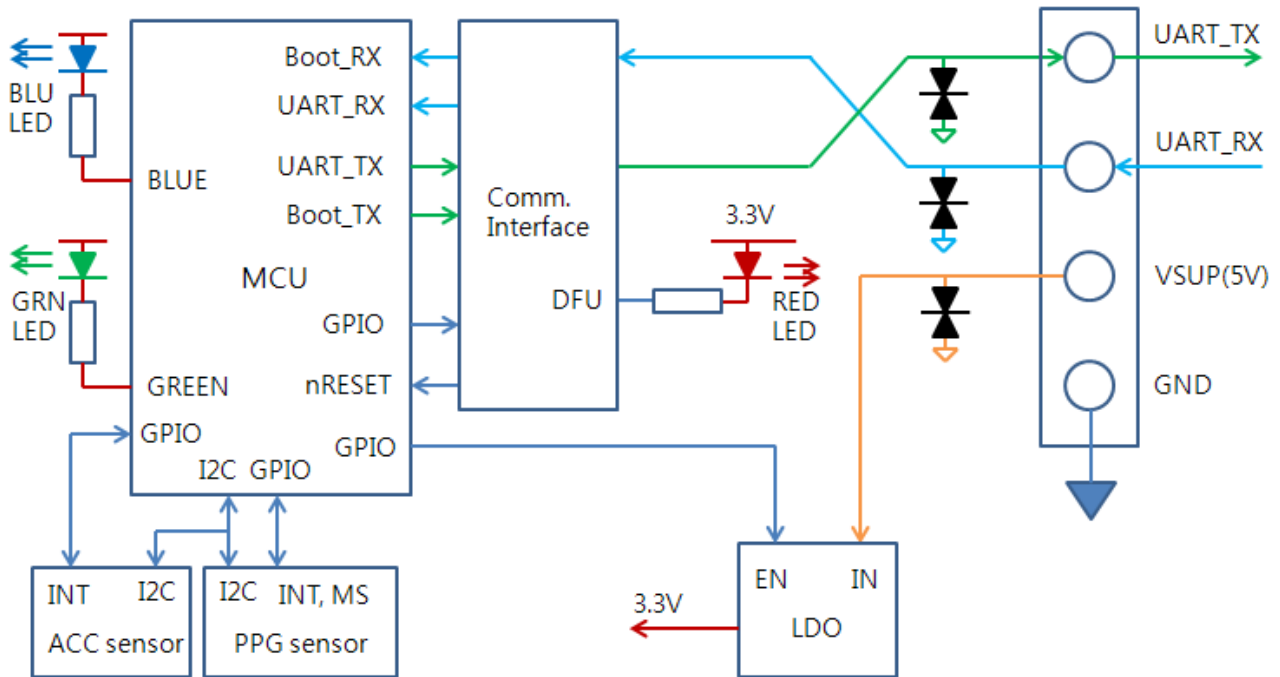 BLU
LED
BLUE
GRN
LED
GREEN
GPIO
I2C GPIO
MCU
Boot_RX
UART_RX
UART_TX
Boot_TX
GPIO
nRESET
GPIO
Comm.
Interface
DFU
3.3V
RED
LED
UART_TX
UART_RX
VSUP(5V)
GND
INT I2C
ACC sensor
I2C INT, MS
PPG sensor
3.3V
EN IN
LDO